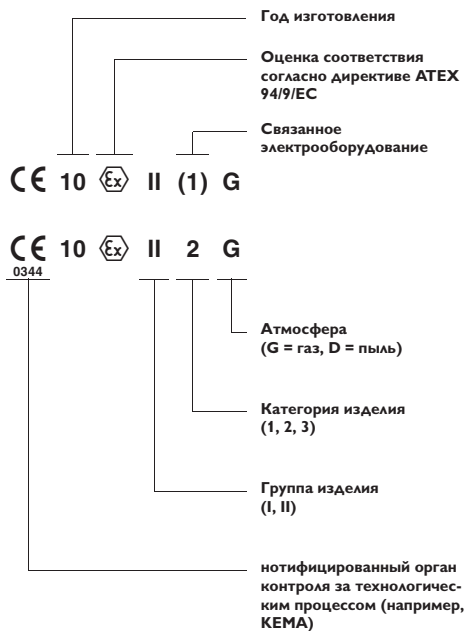 Год изготовления
Оценка соответствия
согласно директиве ATEX
94/9/EC
Связанное
электрооборудование
CE 10 Ex II (1) G
CE 10 Ex II 2 G
0344
Атмосфера
(G = газ, D = пыль)
Категория изделия
(1, 2, 3)
Группа изделия
(I, II)
нотифицированный орган
контроля за технологичес-
ким процессом (например,
KEMA)